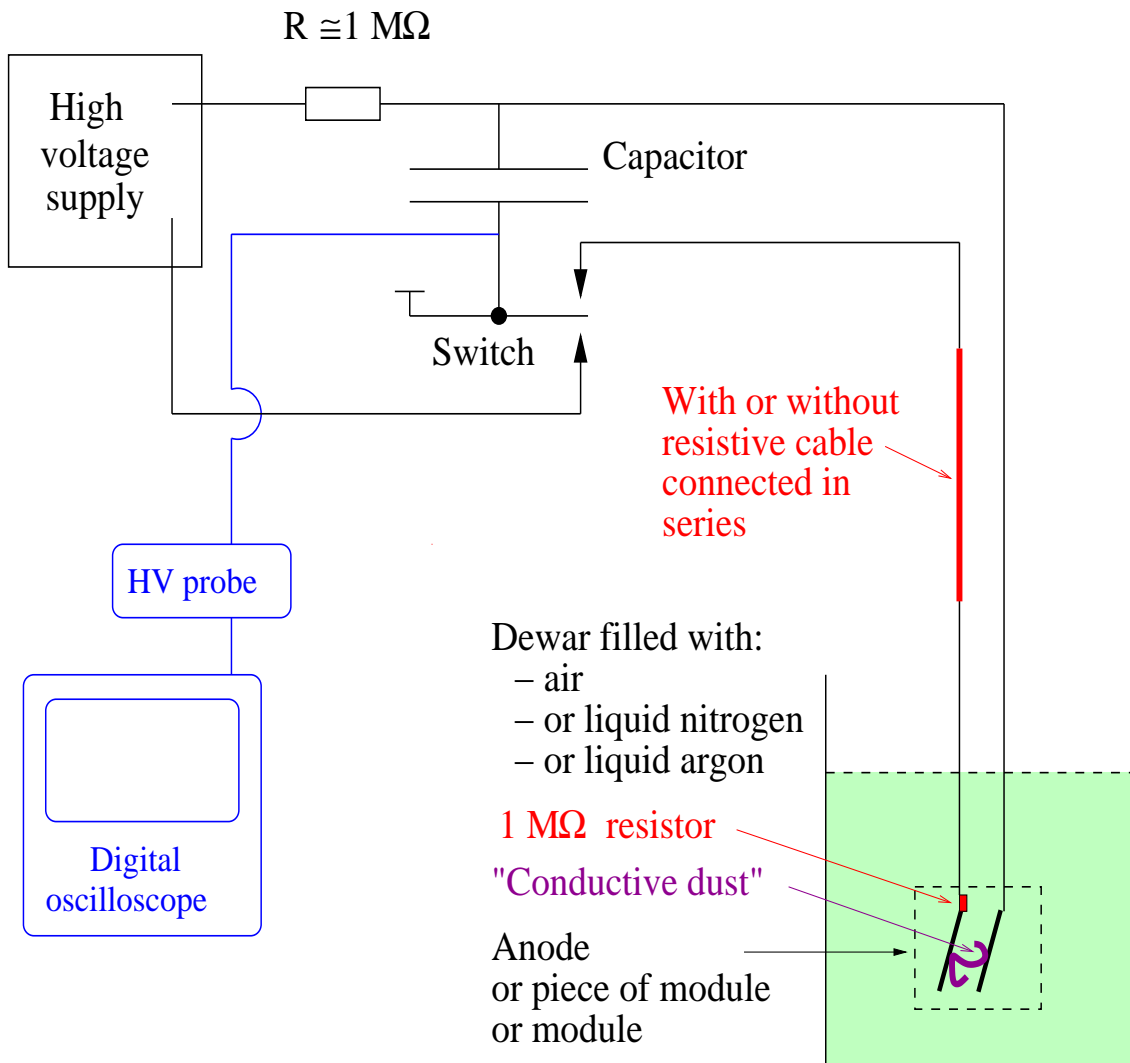 R ≅1 MΩ
High
voltage
supply
Capacitor
Switch
With or without
resistive cable
connected in
series
HV probe
Dewar filled with:
– air
– or liquid nitrogen
– or liquid argon
1 MΩ resistor
"Conductive dust"
Digital
oscilloscope
Anode
or piece of module
or module